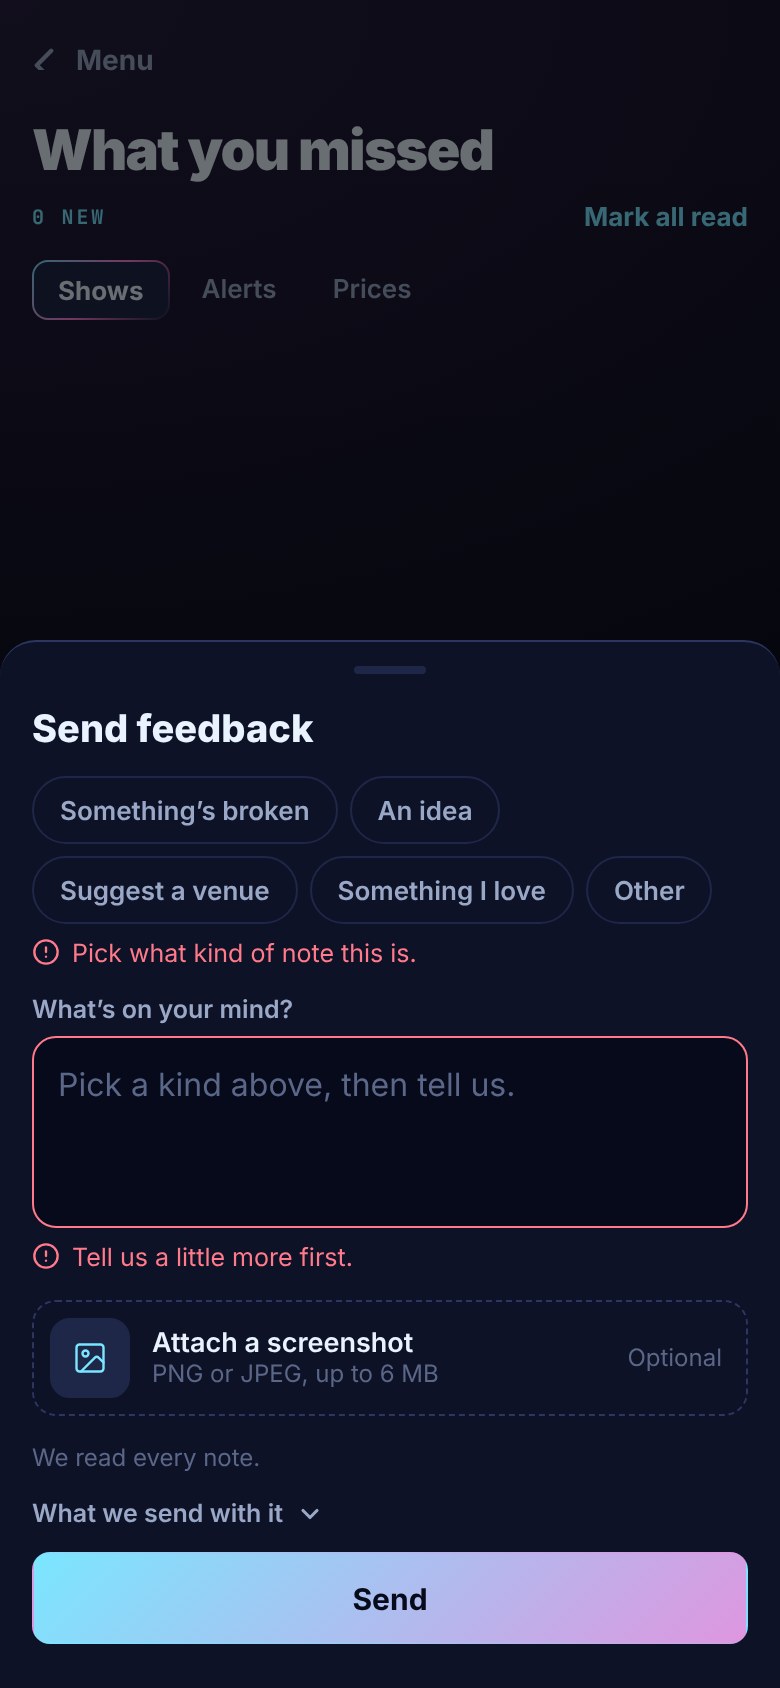 Menu
What you missed
0 NEW
Mark all read
Shows
Alerts
Prices
Send feedback
Something’s broken
An idea
Suggest a venue
Something I love
Other
Pick what kind of note this is.
What’s on your mind?
Pick a kind above, then tell us.
Tell us a little more first.
Attach a screenshot
PNG or JPEG, up to 6 MB
Optional
We read every note.
What we send with it
Send